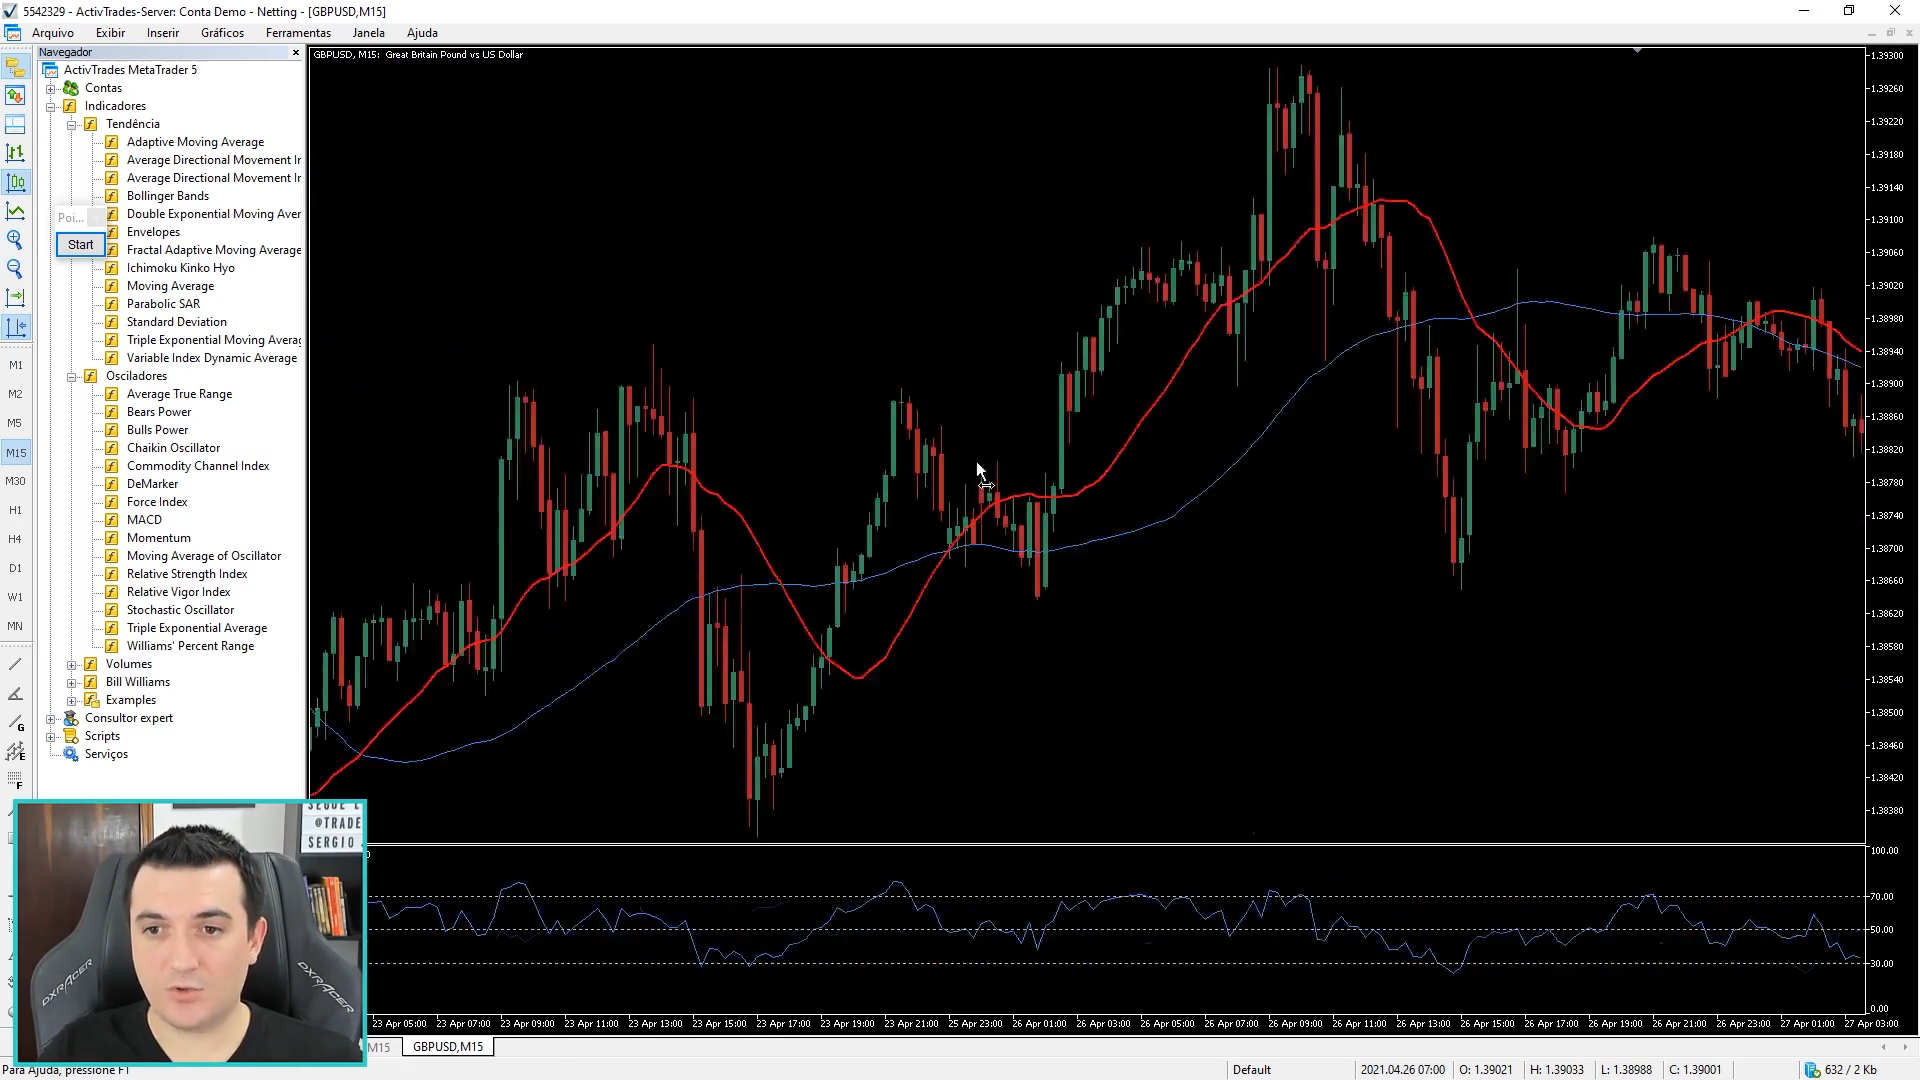 5542329 - ActivTrades-Server: Conta Demo - Netting - [GBPUSD,M15]
Arquivo Exibir Inserir Gráficos Ferramentas Janela Ajuda
Navegador
ActivTrades MetaTrader 5
Contas
Indicadores
Tendência
Adaptive Moving Average
Average Directional Movement Ir
Average Directional Movement Ir
Bollinger Bands
Double Exponential Moving Aver
Envelopes
Fractal Adaptive Moving Average
Ichimoku Kinko Hyo
Moving Average
Parabolic SAR
Standard Deviation
Triple Exponential Moving Averag
Variable Index Dynamic Average
Osciladores
Average True Range
Bears Power
Bulls Power
Chaikin Oscillator
Commodity Channel Index
DeMarker
Force Index
MACD
Momentum
Moving Average of Oscillator
Relative Strength Index
Relative Vigor Index
Stochastic Oscillator
Triple Exponential Average
Williams' Percent Range
Volumes
Bill Williams
Examples
Consultor expert
Scripts
Serviços
Poi...
Start
M1
M2
M5
M15
M30
H1
H4
D1
W1
MN
GBPUSD, M15: Great Britain Pound vs US Dollar
1.39300
1.39260
1.39220
1.39180
1.39140
1.39100
1.39060
1.39020
1.38980
1.38940
1.38900
1.38860
1.38820
1.38780
1.38740
1.38700
1.38660
1.38620
1.38580
1.38540
1.38500
1.38460
1.38420
1.38380
100.00
70.00
50.00
30.00
0.00
23 Apr 05:00 23 Apr 07:00 23 Apr 09:00 23 Apr 11:00 23 Apr 13:00 23 Apr 15:00 23 Apr 17:00 23 Apr 19:00 23 Apr 21:00 25 Apr 23:00 26 Apr 01:00 26 Apr 03:00 26 Apr 05:00 26 Apr 07:00 26 Apr 09:00 26 Apr 11:00 26 Apr 13:00 26 Apr 15:00 26 Apr 17:00 26 Apr 19:00 26 Apr 21:00 26 Apr 23:00 27 Apr 01:00 27 Apr 03:00
SEGUE E
@TRADE
SERGIO
DXRACER
DXRACER
M15 GBPUSD,M15
Para Ajuda, pressione F1
Default 2021.04.26 07:00 O: 1.39021 H: 1.39033 L: 1.38988 C: 1.39001 632 / 2 Kb